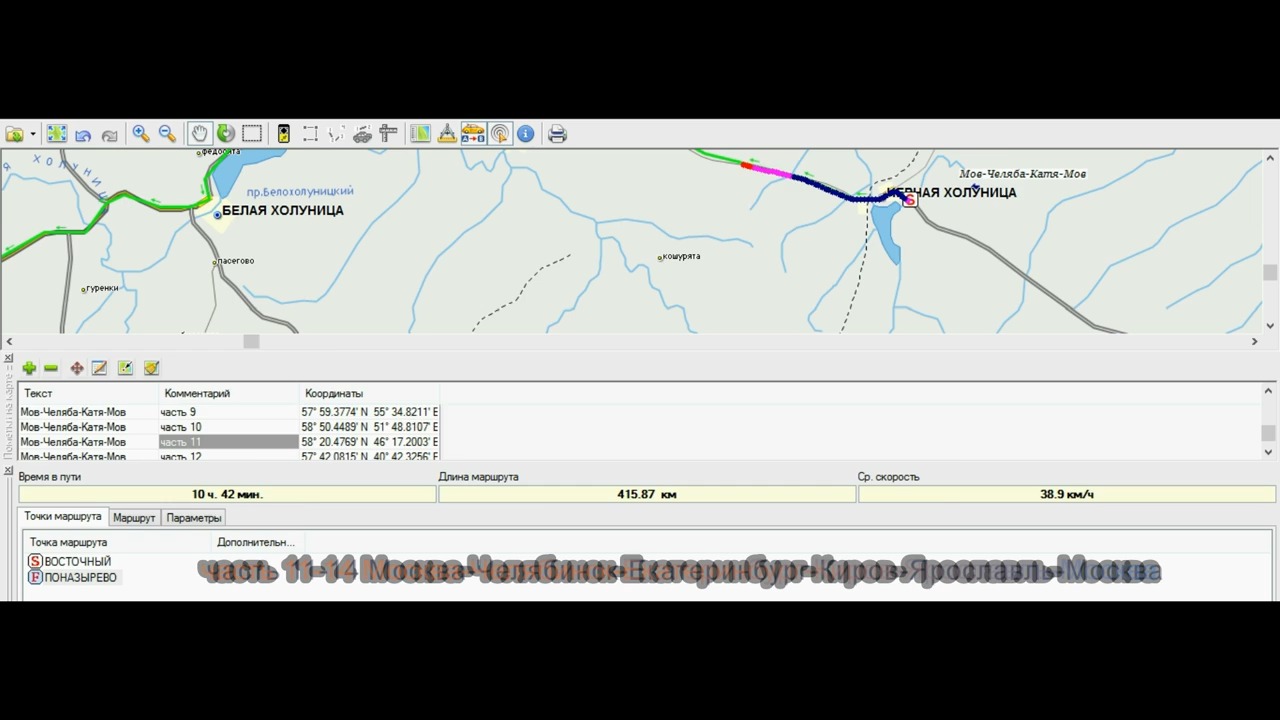 федосята
Холуни
пр.Белохолуницкий
БЕЛАЯ ХОЛУНИЦА
Мов-Челяба-Катя-Мов
ЧЕРНАЯ ХОЛУНИЦА
S
пасегово
кошурята
гуренки
Пометы на карте
Текст Комментарий Координаты
Мов-Челяба-Катя-Мов часть 9 57° 59.3774' N 55° 34.8211' E
Мов-Челяба-Катя-Мов часть 10 58° 50.4489' N 51° 48.8107' E
Мов-Челяба-Катя-Мов часть 11 58° 20.4769' N 46° 17.2003' E
Мов-Челяба-Катя-Мов часть 12 57° 42.0815' N 40° 42.3256' E
Время в пути Длина маршрута Ср. скорость
10 ч. 42 мин. 415.87 км 38.9 км/ч
Точки маршрута Маршрут Параметры
Точка маршрута Дополнительн...
S ВОСТОЧНЫЙ
F ПОНАЗЫРЕВО
часть 11-14 Москва-Челябинск-Екатеринбург-Киров-Ярославль-Москва